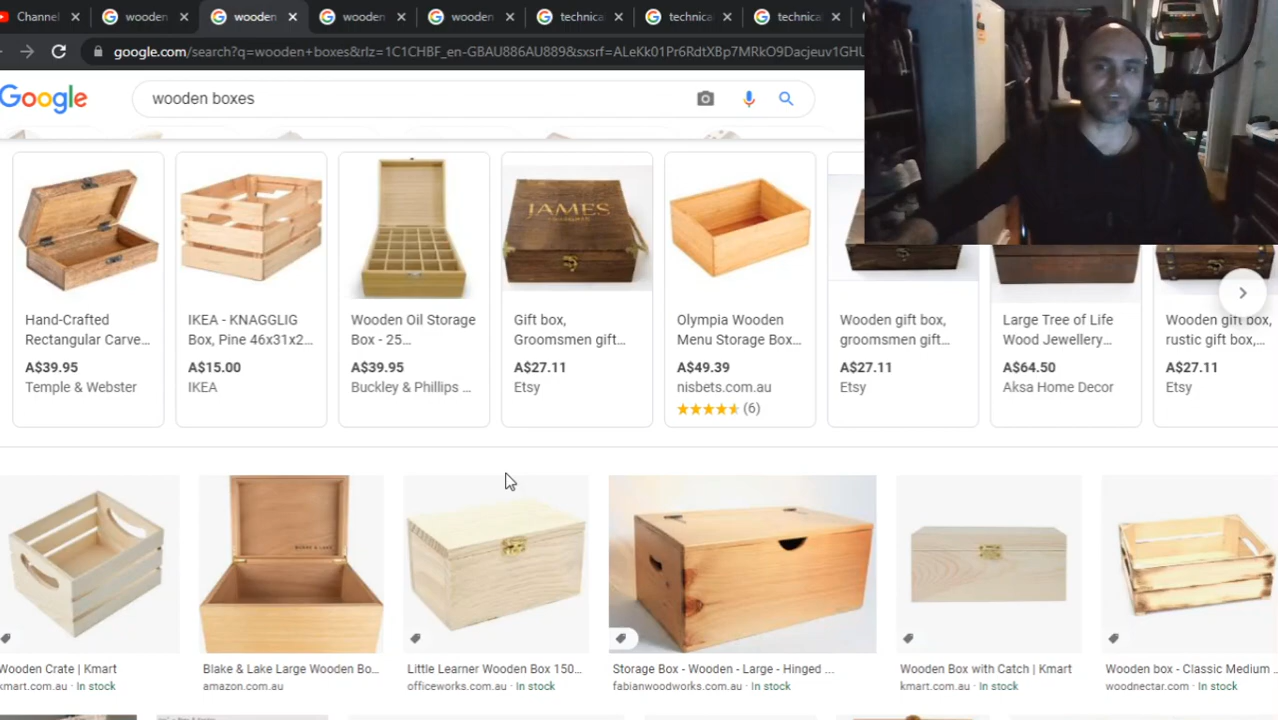 Channel
wooden
wooden
wooden
wooden
technica
technica
technica
google.com/search?q=wooden+boxes&rlz=1C1CHBF_en-GBAU886AU889&sxsrf=ALeKk01Pr6RdtXBp7MRkO9Dacjeuv1GHU
Google
wooden boxes
JAMES
Hand-Crafted
Rectangular Carve...
A$39.95
Temple & Webster
IKEA - KNAGGLIG
Box, Pine 46x31x2...
A$15.00
IKEA
Wooden Oil Storage
Box - 25...
A$39.95
Buckley & Phillips ...
Gift box,
Groomsmen gift...
A$27.11
Etsy
Olympia Wooden
Menu Storage Box...
A$49.39
nisbets.com.au
(6)
Wooden gift box,
groomsmen gift...
A$27.11
Etsy
Large Tree of Life
Wood Jewellery...
A$64.50
Aksa Home Decor
Wooden gift box,
rustic gift box,...
A$27.11
Etsy
Wooden Crate | Kmart
kmart.com.au · In stock
Blake & Lake Large Wooden Bo...
amazon.com.au
Little Learner Wooden Box 150...
officeworks.com.au · In stock
Storage Box - Wooden - Large - Hinged ...
fabianwoodworks.com.au · In stock
Wooden Box with Catch | Kmart
kmart.com.au · In stock
Wooden box - Classic Medium ...
woodnectar.com · In stock